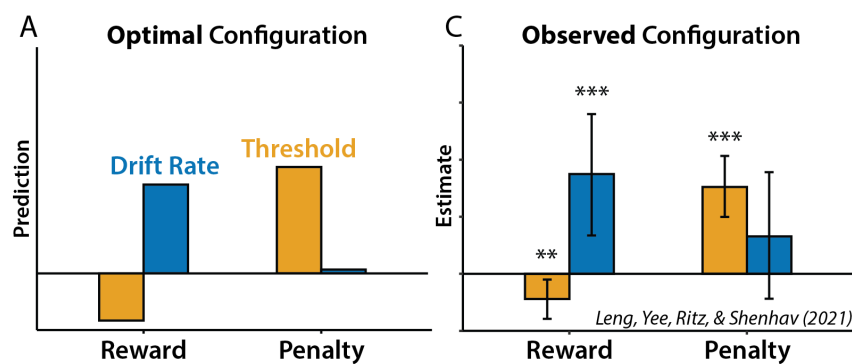 A
Optimal Configuration
Prediction
Drift Rate
Threshold
Reward
Penalty
C
Observed Configuration
Estimate
**
***
***
Leng, Yee, Ritz, & Shenhav (2021)
Reward
Penalty